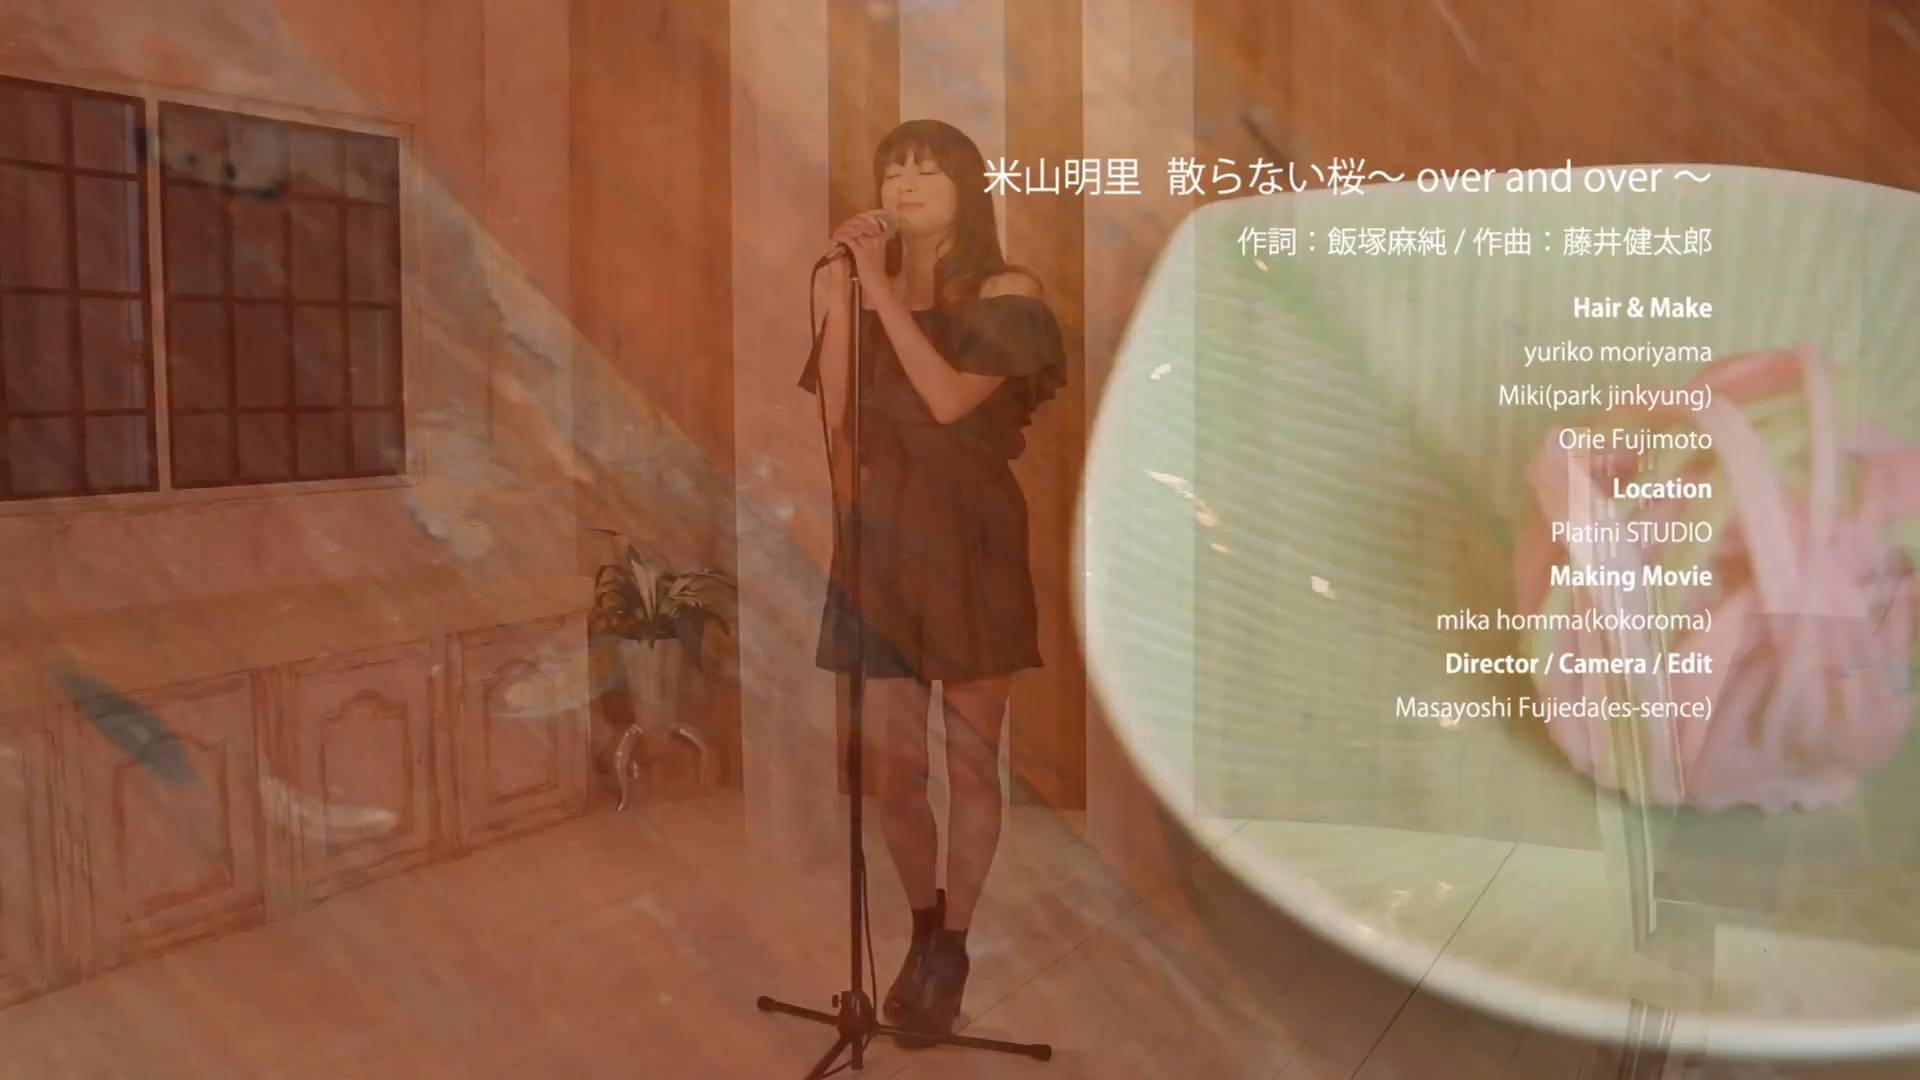 米山明里 散らない桜～ over and over ～
作詞：飯塚麻純 / 作曲：藤井健太郎
Hair & Make
yuriko moriyama
Miki(park jinkyung)
Orie Fujimoto
Location
Platini STUDIO
Making Movie
mika homma(kokoroma)
Director / Camera / Edit
Masayoshi Fujieda(es-sence)